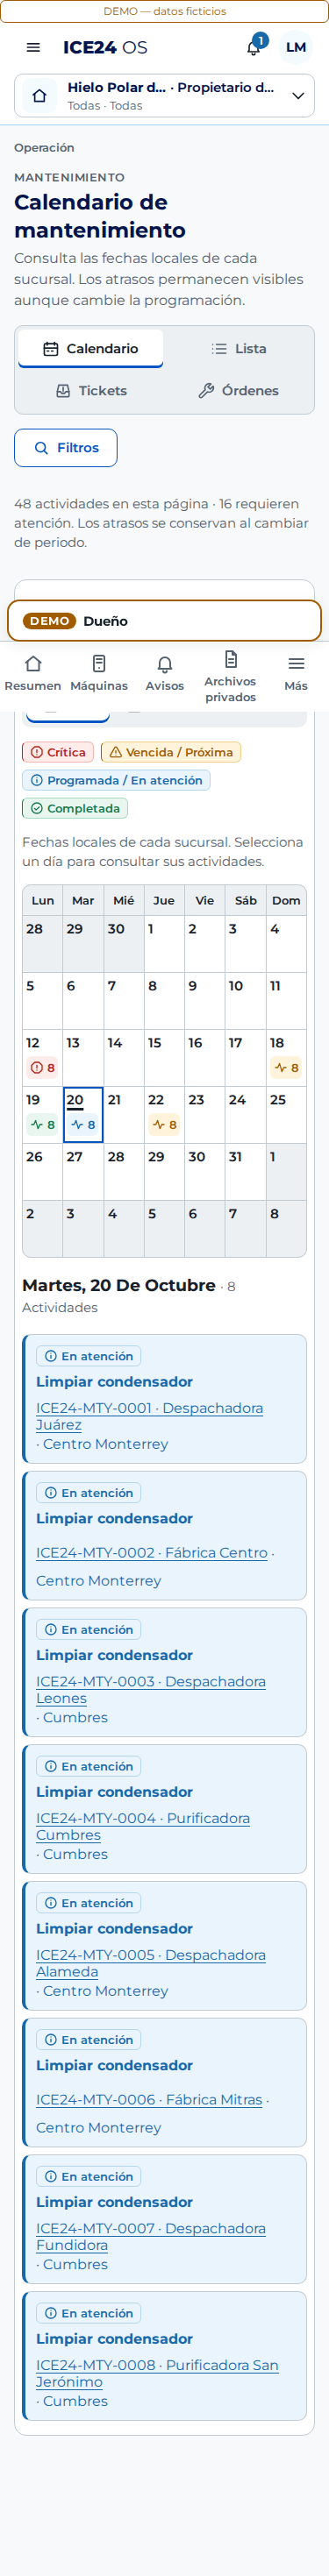 DEMO — datos ficticios
ICE24 OS
1
LM
Hielo Polar d... · Propietario d...
Todas · Todas
Operación
MANTENIMIENTO
Calendario de
mantenimiento
Consulta las fechas locales de cada
sucursal. Los atrasos permanecen visibles
aunque cambie la programación.
Calendario
Lista
Tickets
Órdenes
Filtros
48 actividades en esta página · 16 requieren
atención. Los atrasos se conservan al cambiar
de periodo.
DEMO Dueño
Resumen
Máquinas
Avisos
Archivos
privados
Más
Crítica
Vencida / Próxima
Programada / En atención
Completada
Fechas locales de cada sucursal. Selecciona
un día para consultar sus actividades.
Lun Mar Mié Jue Vie Sáb Dom
28 29 30 1 2 3 4
5 6 7 8 9 10 11
12 13 14 15 16 17 18
8 8
19 20 21 22 23 24 25
8 8 8
26 27 28 29 30 31 1
2 3 4 5 6 7 8
Martes, 20 De Octubre · 8
Actividades
En atención
Limpiar condensador
ICE24-MTY-0001 · Despachadora
Juárez
· Centro Monterrey
En atención
Limpiar condensador
ICE24-MTY-0002 · Fábrica Centro ·
Centro Monterrey
En atención
Limpiar condensador
ICE24-MTY-0003 · Despachadora
Leones
· Cumbres
En atención
Limpiar condensador
ICE24-MTY-0004 · Purificadora
Cumbres
· Cumbres
En atención
Limpiar condensador
ICE24-MTY-0005 · Despachadora
Alameda
· Centro Monterrey
En atención
Limpiar condensador
ICE24-MTY-0006 · Fábrica Mitras ·
Centro Monterrey
En atención
Limpiar condensador
ICE24-MTY-0007 · Despachadora
Fundidora
· Cumbres
En atención
Limpiar condensador
ICE24-MTY-0008 · Purificadora San
Jerónimo
· Cumbres